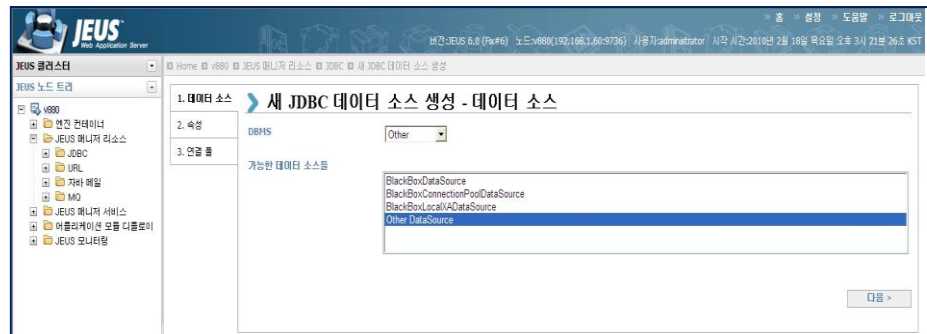 JEUS
Web Application Server
» 홈 » 설정 » 도움말 » 로그아웃
버전:JEUS 6.0 (Fix#6) 노드:v880(192.168.1.60:9736) 사용자:administrator 시작 시간:2010년 2월 18일 목요일 오후 3시 21분 26초 KST
JEUS 클러스터
Home v880 JEUS 매니저 리소스 JDBC 새 JDBC 데이터 소스 생성
JEUS 노드 트리
v880
엔진 컨테이너
JEUS 매니저 리소스
JDBC
URL
자바 메일
MQ
JEUS 매니저 서비스
어플리케이션 모듈 디플로이
JEUS 모니터링
1. 데이터 소스
2. 속성
3. 연결 풀
새 JDBC 데이터 소스 생성 - 데이터 소스
DBMS
Other
가능한 데이터 소스들
BlackBoxDataSource
BlackBoxConnectionPoolDataSource
BlackBoxLocalXADataSource
Other DataSource
다음 >